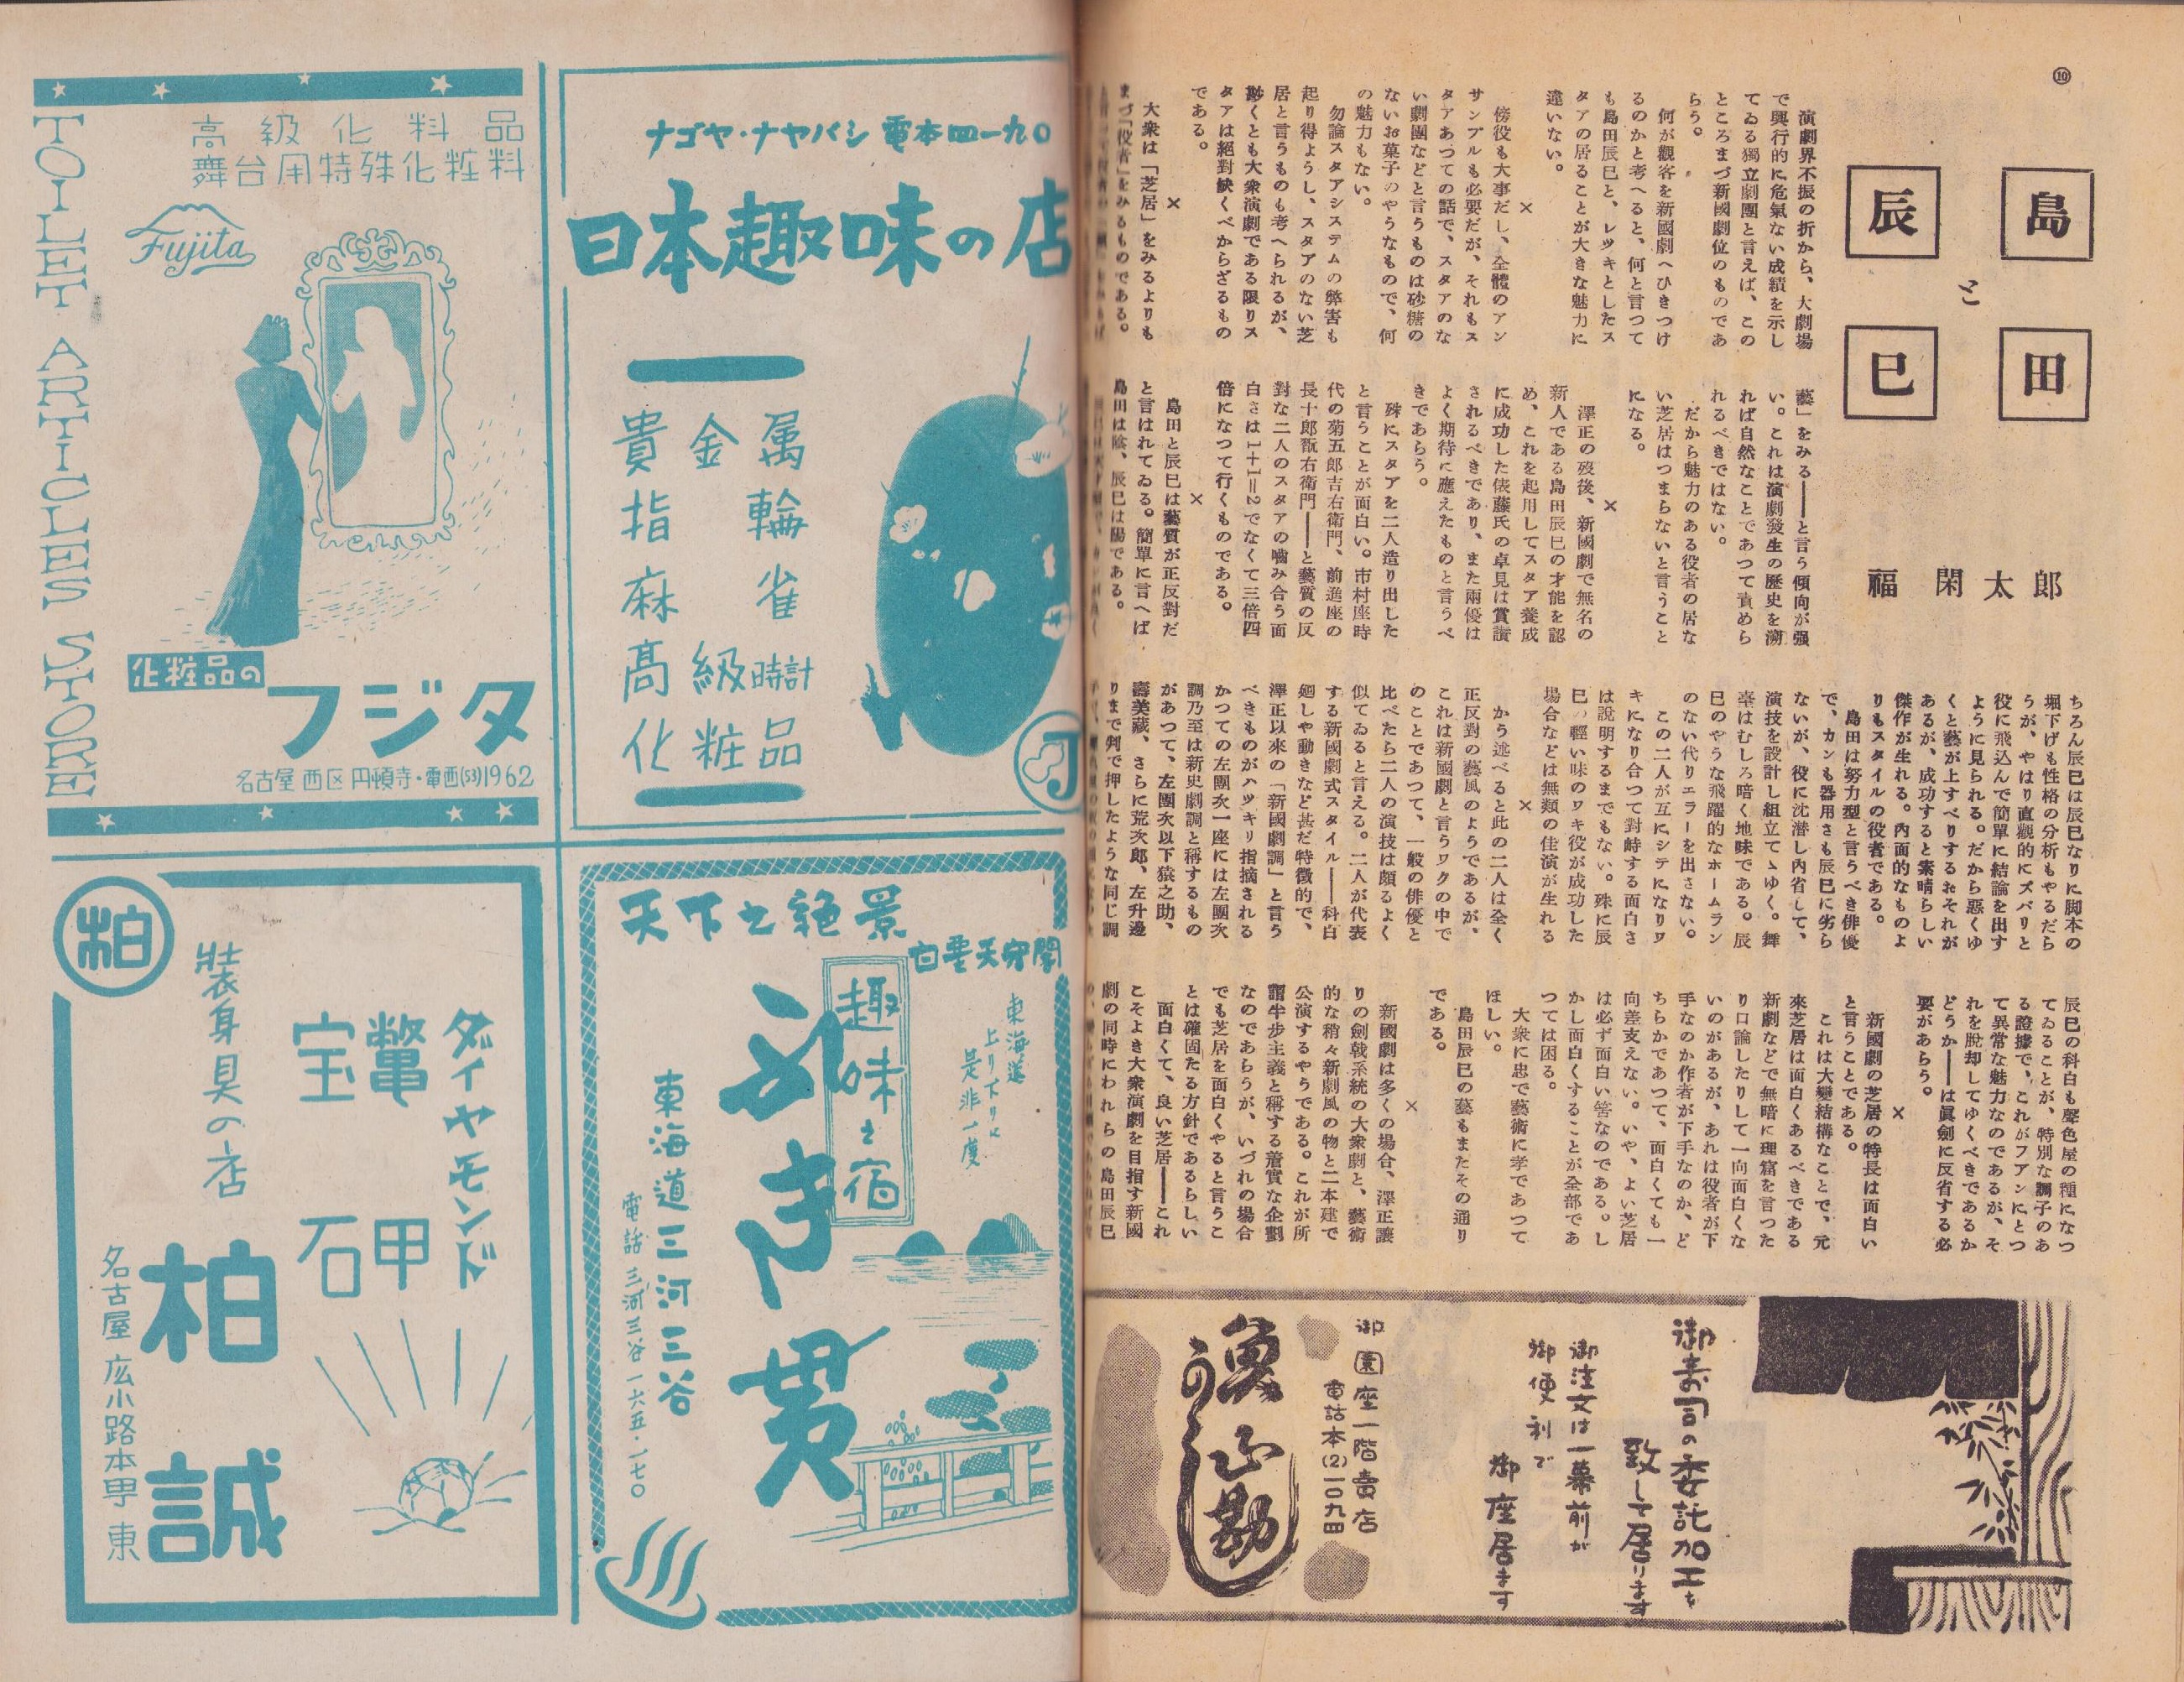 ⑩
島田
と
辰巳
福閑太郎
演劇界不振の折から、大劇場
で興行的に危氣ない成績を示し
てゐる獨立劇團と言えば、この
ところまづ新國劇位のものであ
らう。
何が觀客を新國劇へひきつけ
るのかと考へると、何と言つて
も島田辰巳と、レツキとしたス
タアの居ることが大きな魅力に
違いない。
×
傍役も大事だし、全體のアン
サンブルも必要だが、それもス
タアあつての話で、スタアのな
い劇團などと言うものは砂糖の
ないお菓子のやうなもので、何
の魅力もない。
勿論スタアシステムの弊害も
起り得ようし、スタアのない芝
居と言うものも考へられるが、
尠くとも大衆演劇である限りス
タアは絕對缺くべからざるもの
である。
×
大衆は「芝居」をみるよりも
まづ「役者」をみるものである。
藝」をみる――と言う傾向が强
い。これは演劇發生の歷史を溯
れば自然なことであつて責めら
れるべきではない。
だから魅力のある役者の居な
い芝居はつまらないと言うこと
になる。
×
澤正の歿後、新國劇で無名の
新人である島田辰巳の才能を認
め、これを起用してスタア養成
に成功した俵藤氏の卓見は賞讃
されるべきであり、また兩優は
よく期待に應えたものと言うべ
きであらう。
殊にスタアを二人造り出した
と言うことが面白い。市村座時
代の菊五郎吉右衛門、前進座の
長十郎翫右衛門――と藝質の反
對な二人のスタアの噛み合う面
白さは1+1=2でなくて三倍四
倍になつて行くものである。
×
島田と辰巳は藝質が正反對だ
と言はれてゐる。簡單に言へば
島田は陰、辰巳は陽である。
ちろん辰巳は辰巳なりに脚本の
堀下げも性格の分析もやるだら
うが、やはり直觀的にズバリと
役に飛込んで簡單に結論を出す
ように見られる。だから悪くゆ
くと藝が上すべりするおそれが
あるが、成功すると素晴らしい
傑作が生れる。內面的なものよ
りもスタイルの役者である。
島田は努力型と言うべき俳優
で、カンも器用さも辰巳に劣ら
ないが、役に沈潜し內省して、
演技を設計し組立てゝゆく。舞
臺はむしろ暗く地味である。辰
巳のやうな飛躍的なホームラン
のない代りエラーを出さない。
この二人が互にシテになりワ
キになり合つて對峙する面白さ
は說明するまでもない。殊に辰
巳の輕い味のワキ役が成功した
場合などは無類の佳演が生れる
×
かう述べると此の二人は全く
正反對の藝風のようであるが、
これは新國劇と言うワクの中で
のことであつて、一般の俳優と
比べたら二人の演技は頗るよく
似てゐると言える。二人が代表
する新國劇式スタイル――科白
廻しや動きなど甚だ特徴的で、
澤正以來の「新國劇調」と言う
べきものがハツキリ指摘される
かつての左團次一座には左團次
調乃至は新史劇調と稱するもの
があつて、左團次以下猿之助、
壽美藏、さらに荒次郎、左升邊
りまで判で押したような同じ調
辰巳の科白も聲色屋の種になつ
てゐることが、特別な調子のあ
る證據で、これがフアンにとつ
て異常な魅力なのであるが、そ
れを脫却してゆくべきであるか
どうか――は眞劍に反省する必
要があらう。
×
新國劇の芝居の特長は面白い
と言うことである。
これは大變結構なことで、元
來芝居は面白くあるべきである
新劇などで無暗に理窟を言つた
り口論したりして一向面白くな
いのがあるが、あれは役者が下
手なのか作者が下手なのか、ど
ちらかであつて、面白くても一
向差支えない。いや、よい芝居
は必ず面白い筈なのである。し
かし面白くすることが全部であ
つては困る。
大衆に忠で藝術に孝であつて
ほしい。
島田辰巳の藝もまたその通り
である。
×
新國劇は多くの場合、澤正讓
りの劍戟系統の大衆劇と、藝術
的な稍々新劇風の物と二本建で
公演するやうである。これが所
謂半步主義と稱する着實な企劃
なのであらうが、いづれの場合
でも芝居を面白くやると言うこ
とは確固たる方針であるらしい
面白くて、良い芝居――これ
こそよき大衆演劇を目指す新國
劇の同時にわれらの島田辰巳
御寿司の委託加工を
致して居ります
御注文は一幕前が
御便利で
御座居ます
御園座一階賣店
電話本(2)一〇九四
魚山勘
ナゴヤ・ナヤバシ 電本四一九〇
日本趣味の店
貴金属
指輪
麻雀
高級時計
化粧品
高級化粧品
舞台用特殊化粧料
Fujita
TOILET ARTICLES STORE
化粧品の
フジタ
名古屋西区円頓寺・電西(53)1962
天下之絶景
白雲天守閣
東海道
上り下りに
是非一度
趣味之宿
ふき貫
東海道三河三谷
電話三河三谷一六五・一七〇
柏
装身具の店
ダイヤモンド
鼈甲
宝石
柏誠
名古屋広小路本町東